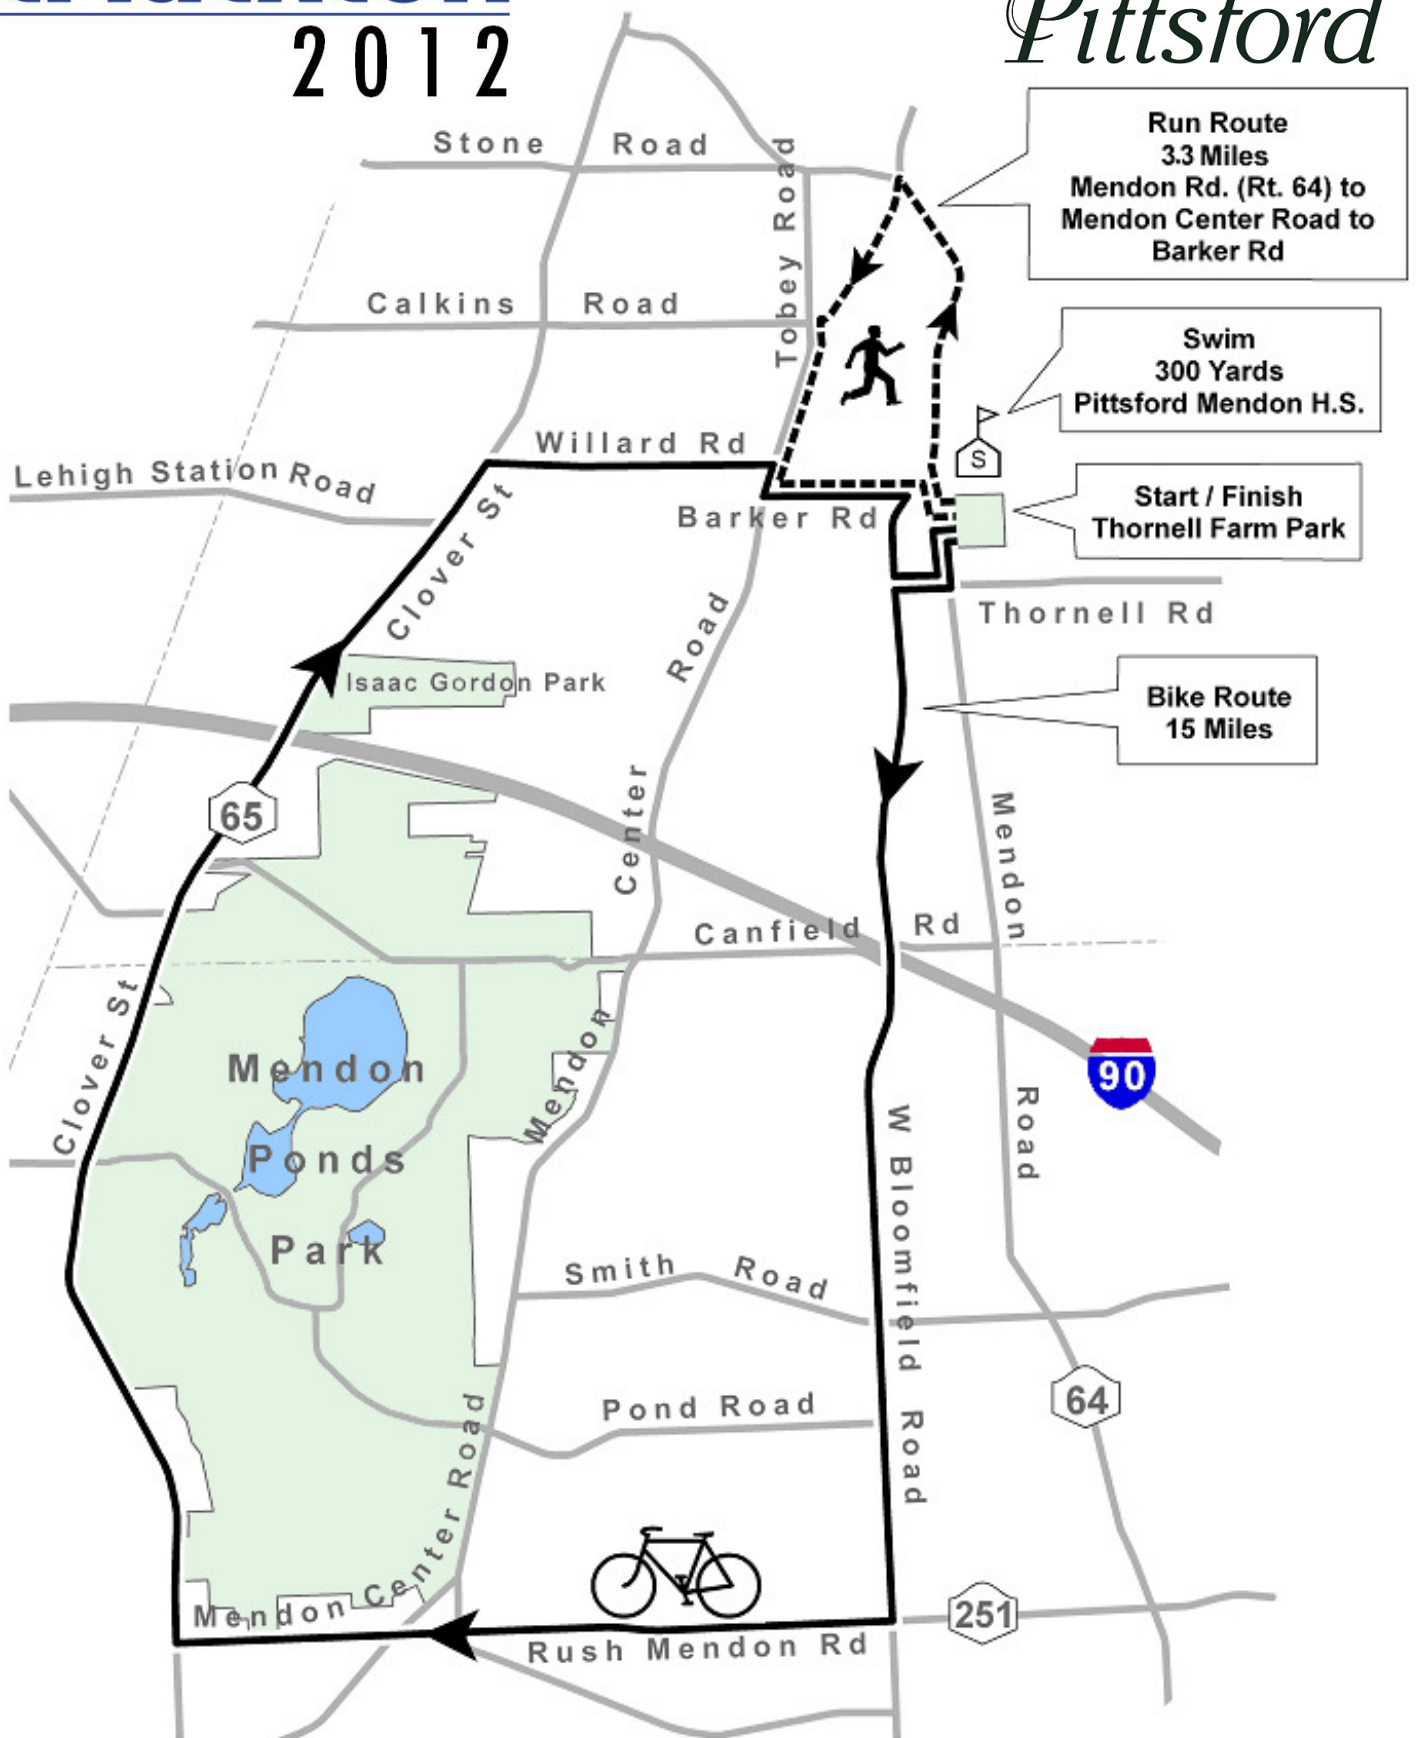 2012
Pittsford
Stone Road
Run Route
3.3 Miles
Mendon Rd. (Rt. 64) to
Mendon Center Road to
Barker Rd
Tobey Road
Calkins Road
Swim
300 Yards
Pittsford Mendon H.S.
S
Willard Rd
Lehigh Station Road
Clover St
Barker Rd
Start / Finish
Thornell Farm Park
Thornell Rd
Isaac Gordon Park
Bike Route
15 Miles
65
Mendon Center Road
Mendon Road
Canfield Rd
Clover St
Mendon
Ponds
Park
90
W Bloomfield Road
Smith Road
64
Pond Road
Mendon Center Road
251
Rush Mendon Rd